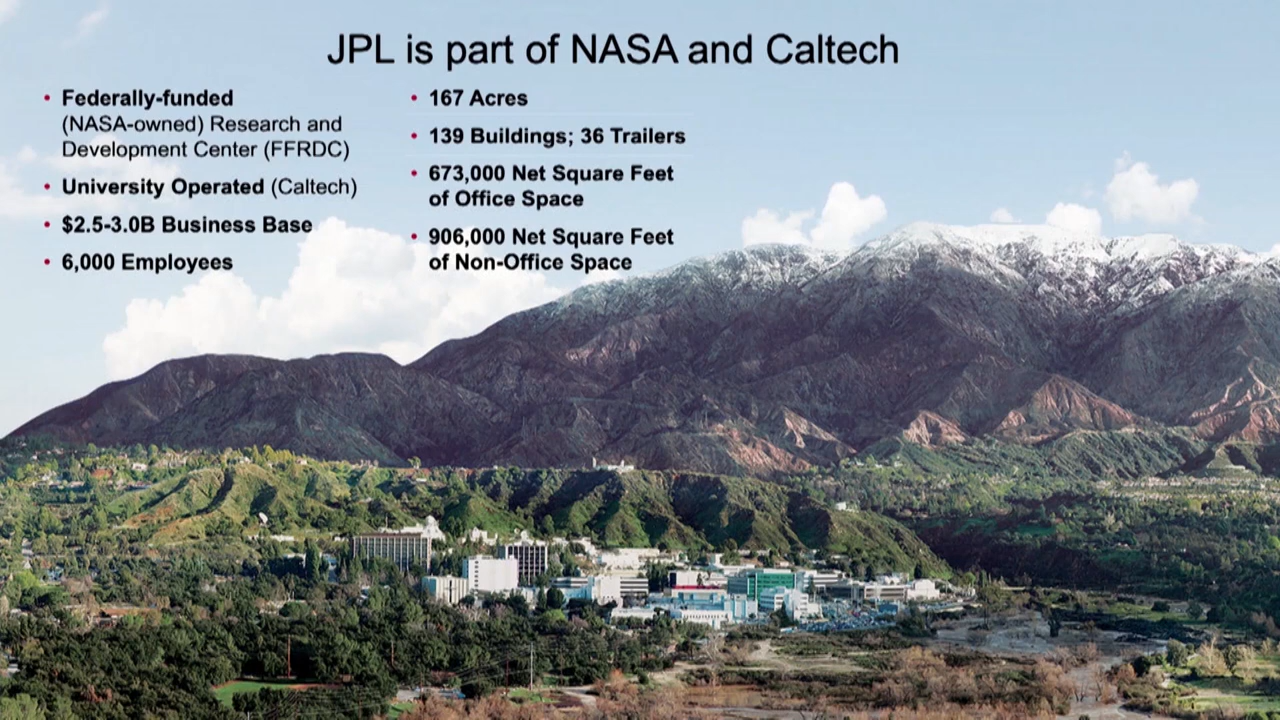 JPL is part of NASA and Caltech
• Federally-funded
(NASA-owned) Research and
Development Center (FFRDC)
• University Operated (Caltech)
• $2.5-3.0B Business Base
• 6,000 Employees
• 167 Acres
• 139 Buildings; 36 Trailers
• 673,000 Net Square Feet
of Office Space
• 906,000 Net Square Feet
of Non-Office Space